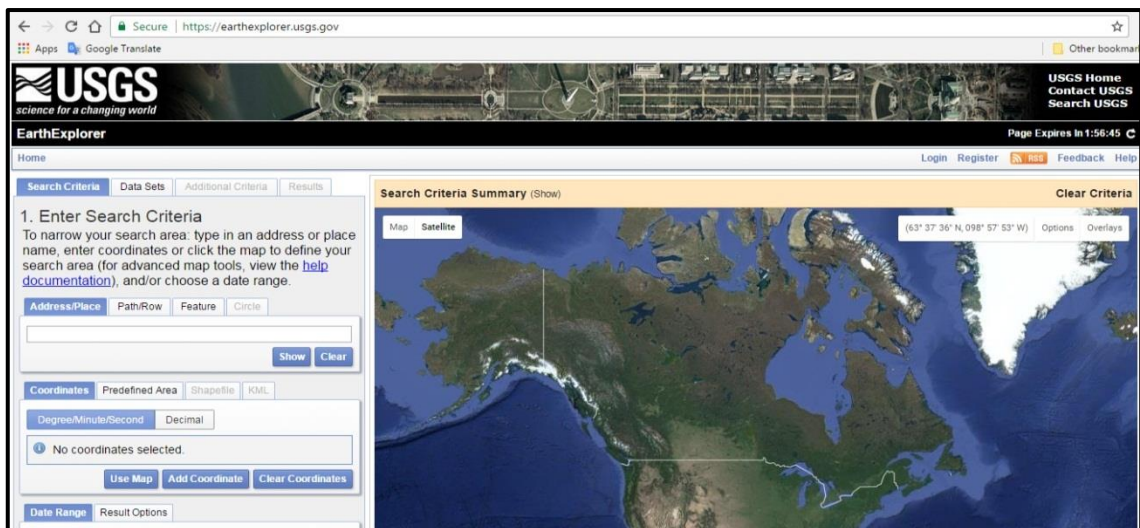 Secure | https://earthexplorer.usgs.gov
Apps Google Translate Other bookmar
USGS
science for a changing world
USGS Home
Contact USGS
Search USGS
EarthExplorer Page Expires In 1:56:45
Home Login Register RSS Feedback Help
Search Criteria Data Sets Additional Criteria Results
Search Criteria Summary (Show) Clear Criteria
1. Enter Search Criteria
To narrow your search area: type in an address or place
name, enter coordinates or click the map to define your
search area (for advanced map tools, view the help
documentation), and/or choose a date range.
Map Satellite (63° 37' 36" N, 098° 57' 53" W) Options Overlays
Address/Place Path/Row Feature Circle
Show Clear
Coordinates Predefined Area Shapefile KML
Degree/Minute/Second Decimal
No coordinates selected.
Use Map Add Coordinate Clear Coordinates
Date Range Result Options